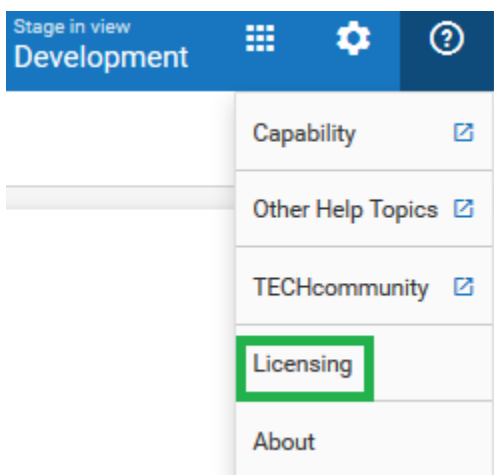 Stage in view
Development
Capability
Other Help Topics
TECHcommunity
Licensing
About